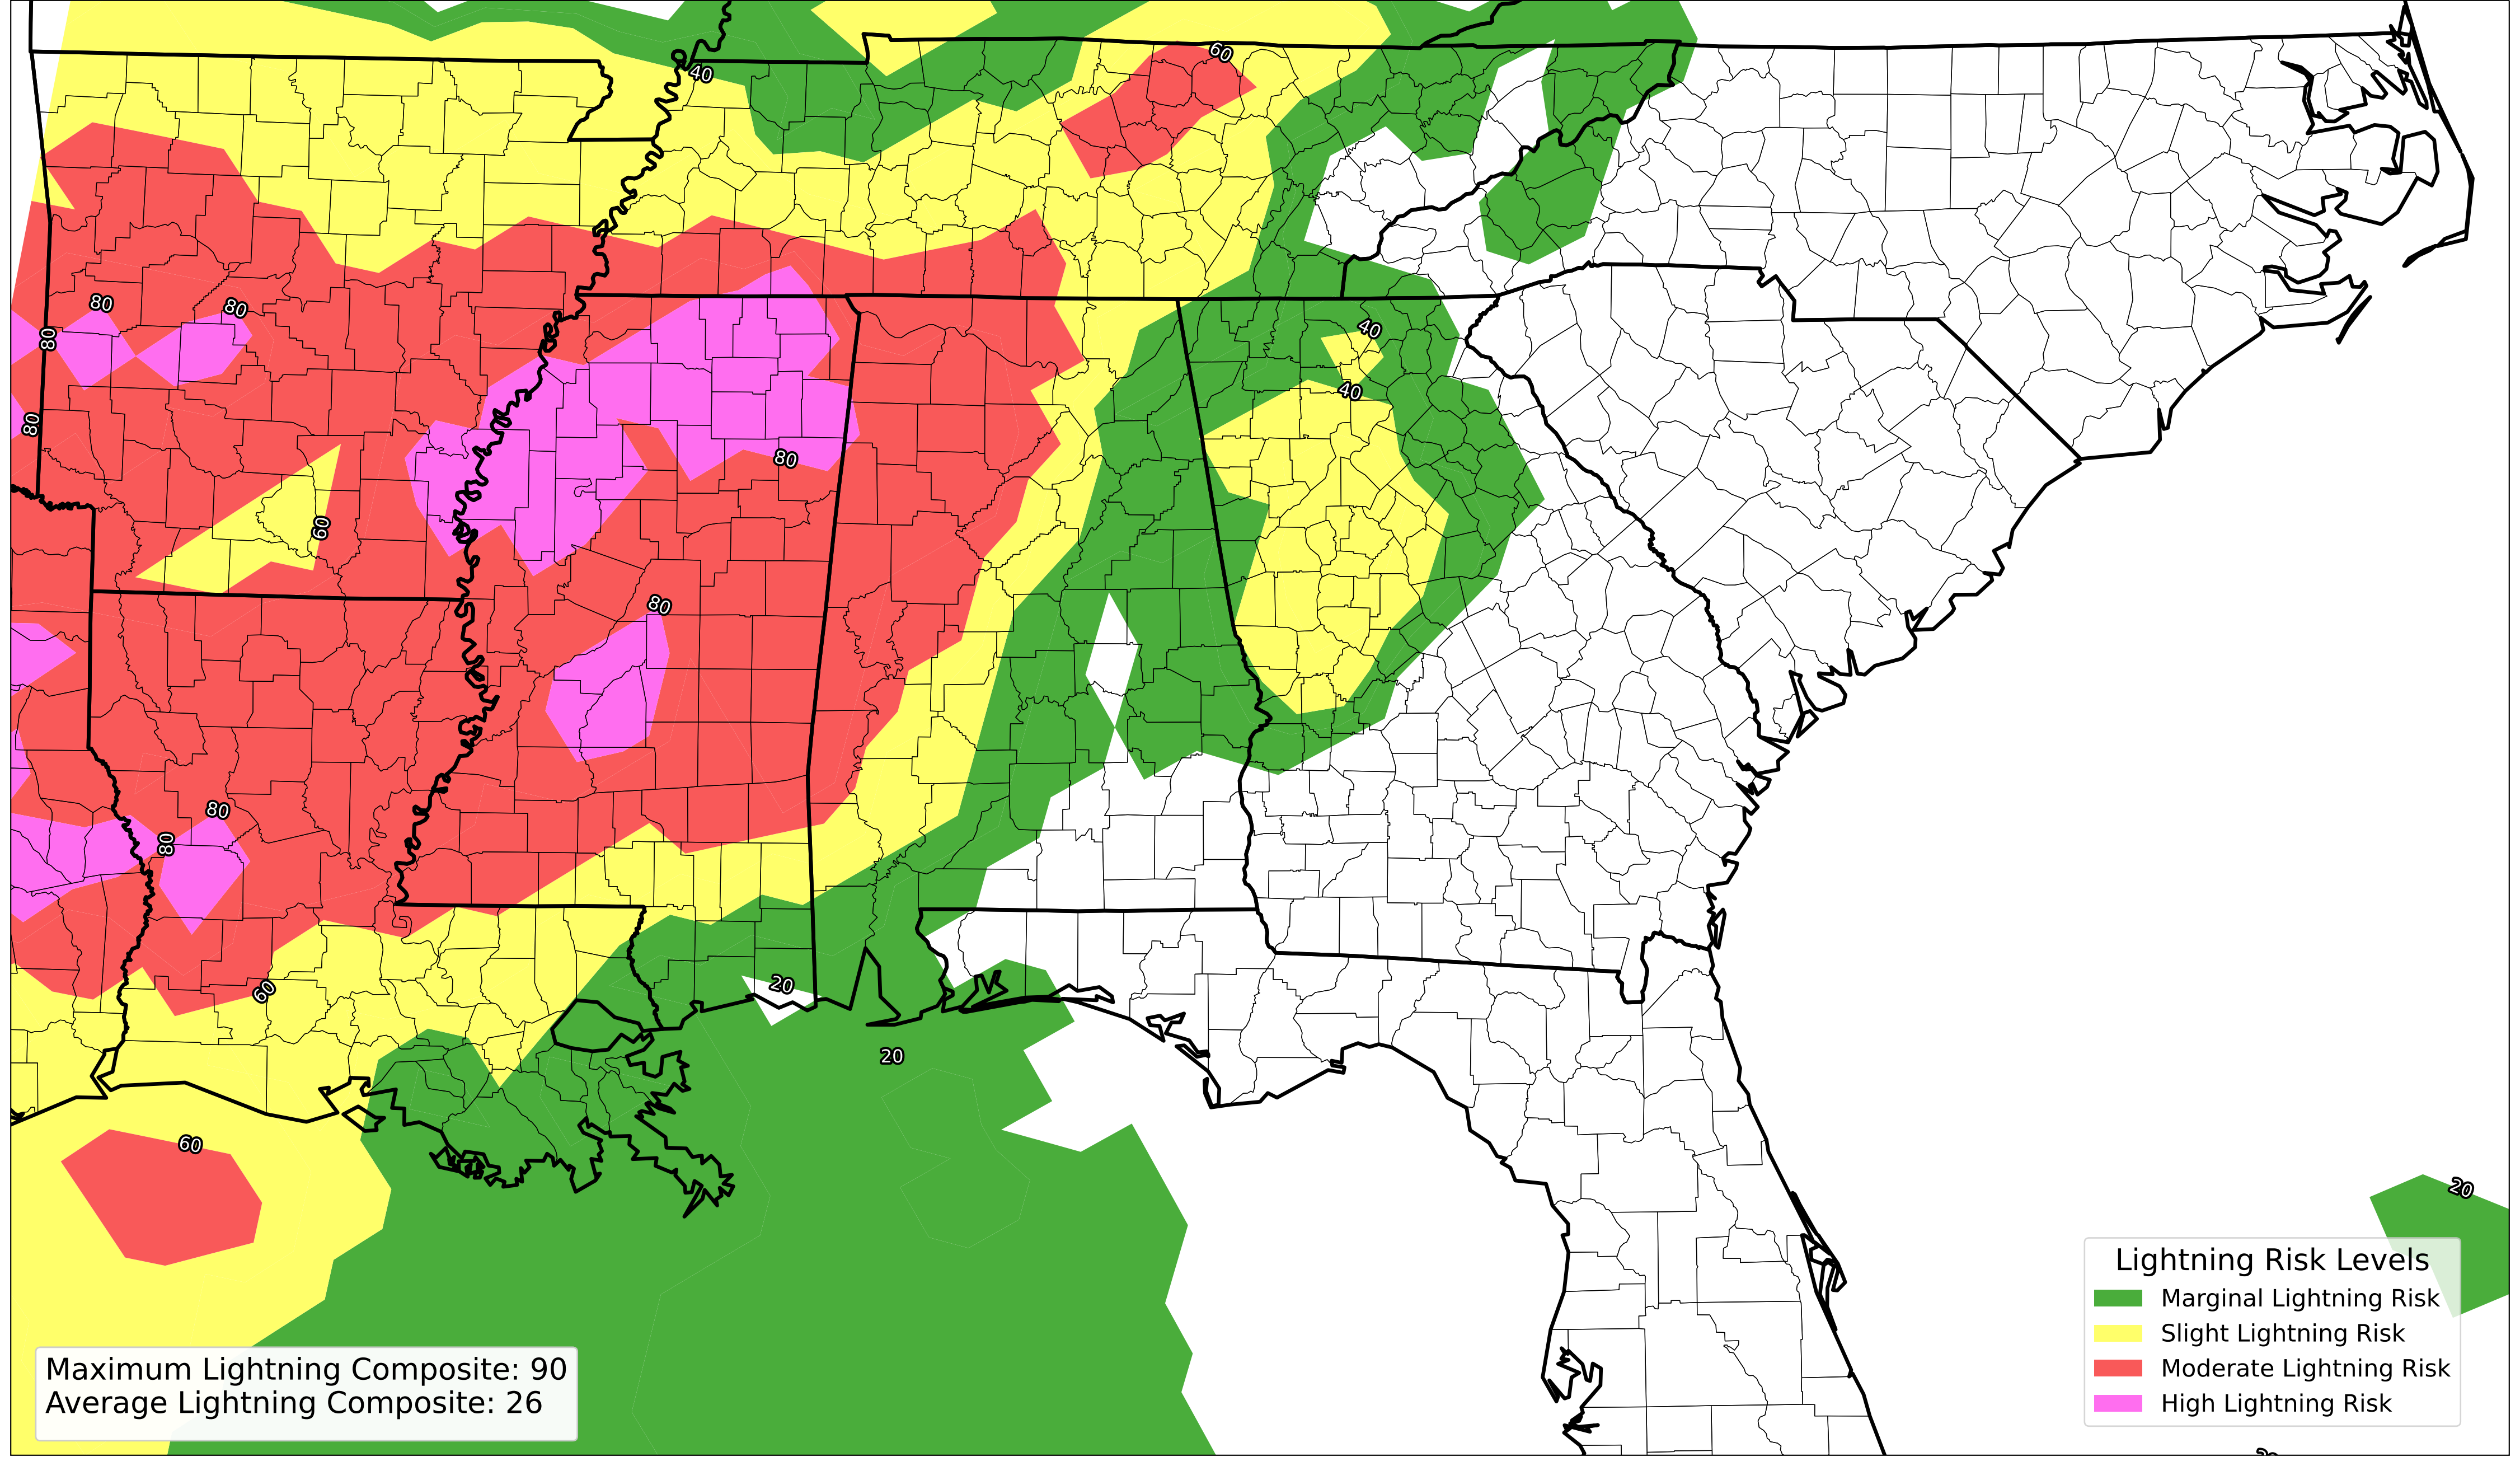 60
40
80
80
80
40
40
80
80
60
80
80
80
20
60
20
60
20
Lightning Risk Levels
Marginal Lightning Risk
Slight Lightning Risk
Moderate Lightning Risk
High Lightning Risk
Maximum Lightning Composite: 90
Average Lightning Composite: 26